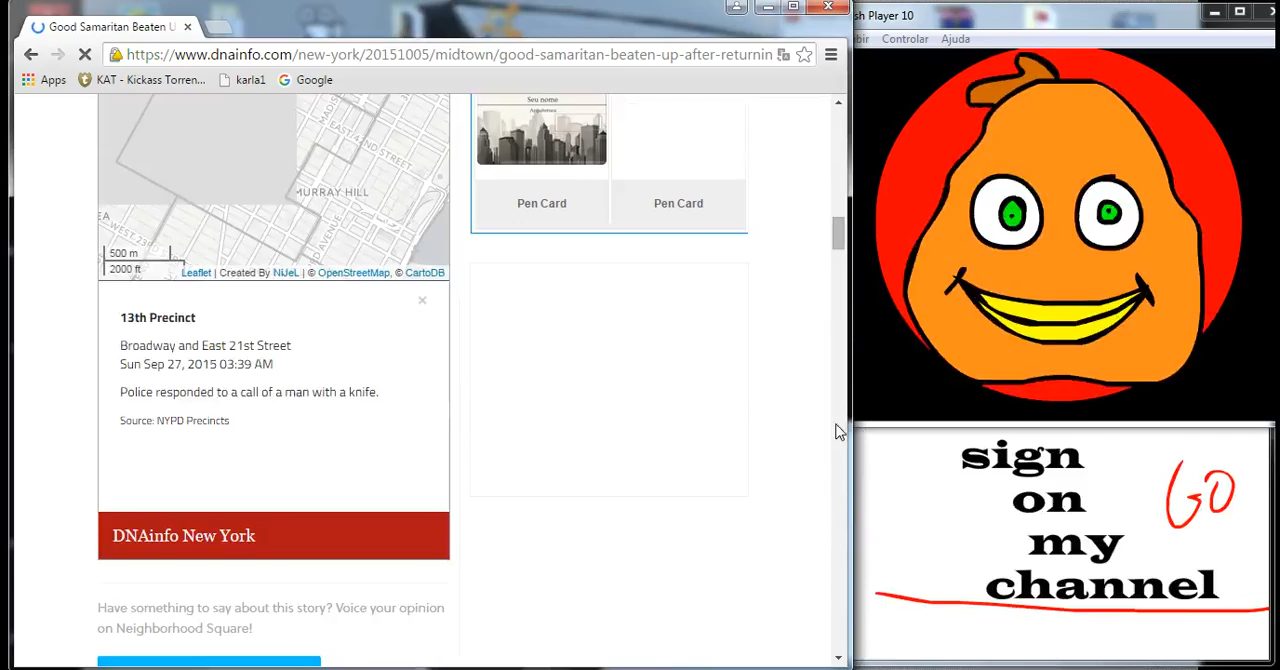 Good Samaritan Beaten U
https://www.dnainfo.com/new-york/20151005/midtown/good-samaritan-beaten-up-after-returnin
Apps
KAT - Kickass Torren...
karla1
Google
EAST 42ND STREET
MURRAY HILL
500 m
2000 ft
Leaflet | Created By NiJeL | © OpenStreetMap, © CartoDB
13th Precinct
Broadway and East 21st Street
Sun Sep 27, 2015 03:39 AM
Police responded to a call of a man with a knife.
Source: NYPD Precincts
DNAinfo New York
Have something to say about this story? Voice your opinion
on Neighborhood Square!
Seu nome
Pen Card
Pen Card
sh Player 10
bir Controlar Ajuda
sign
on
my
channel
GO